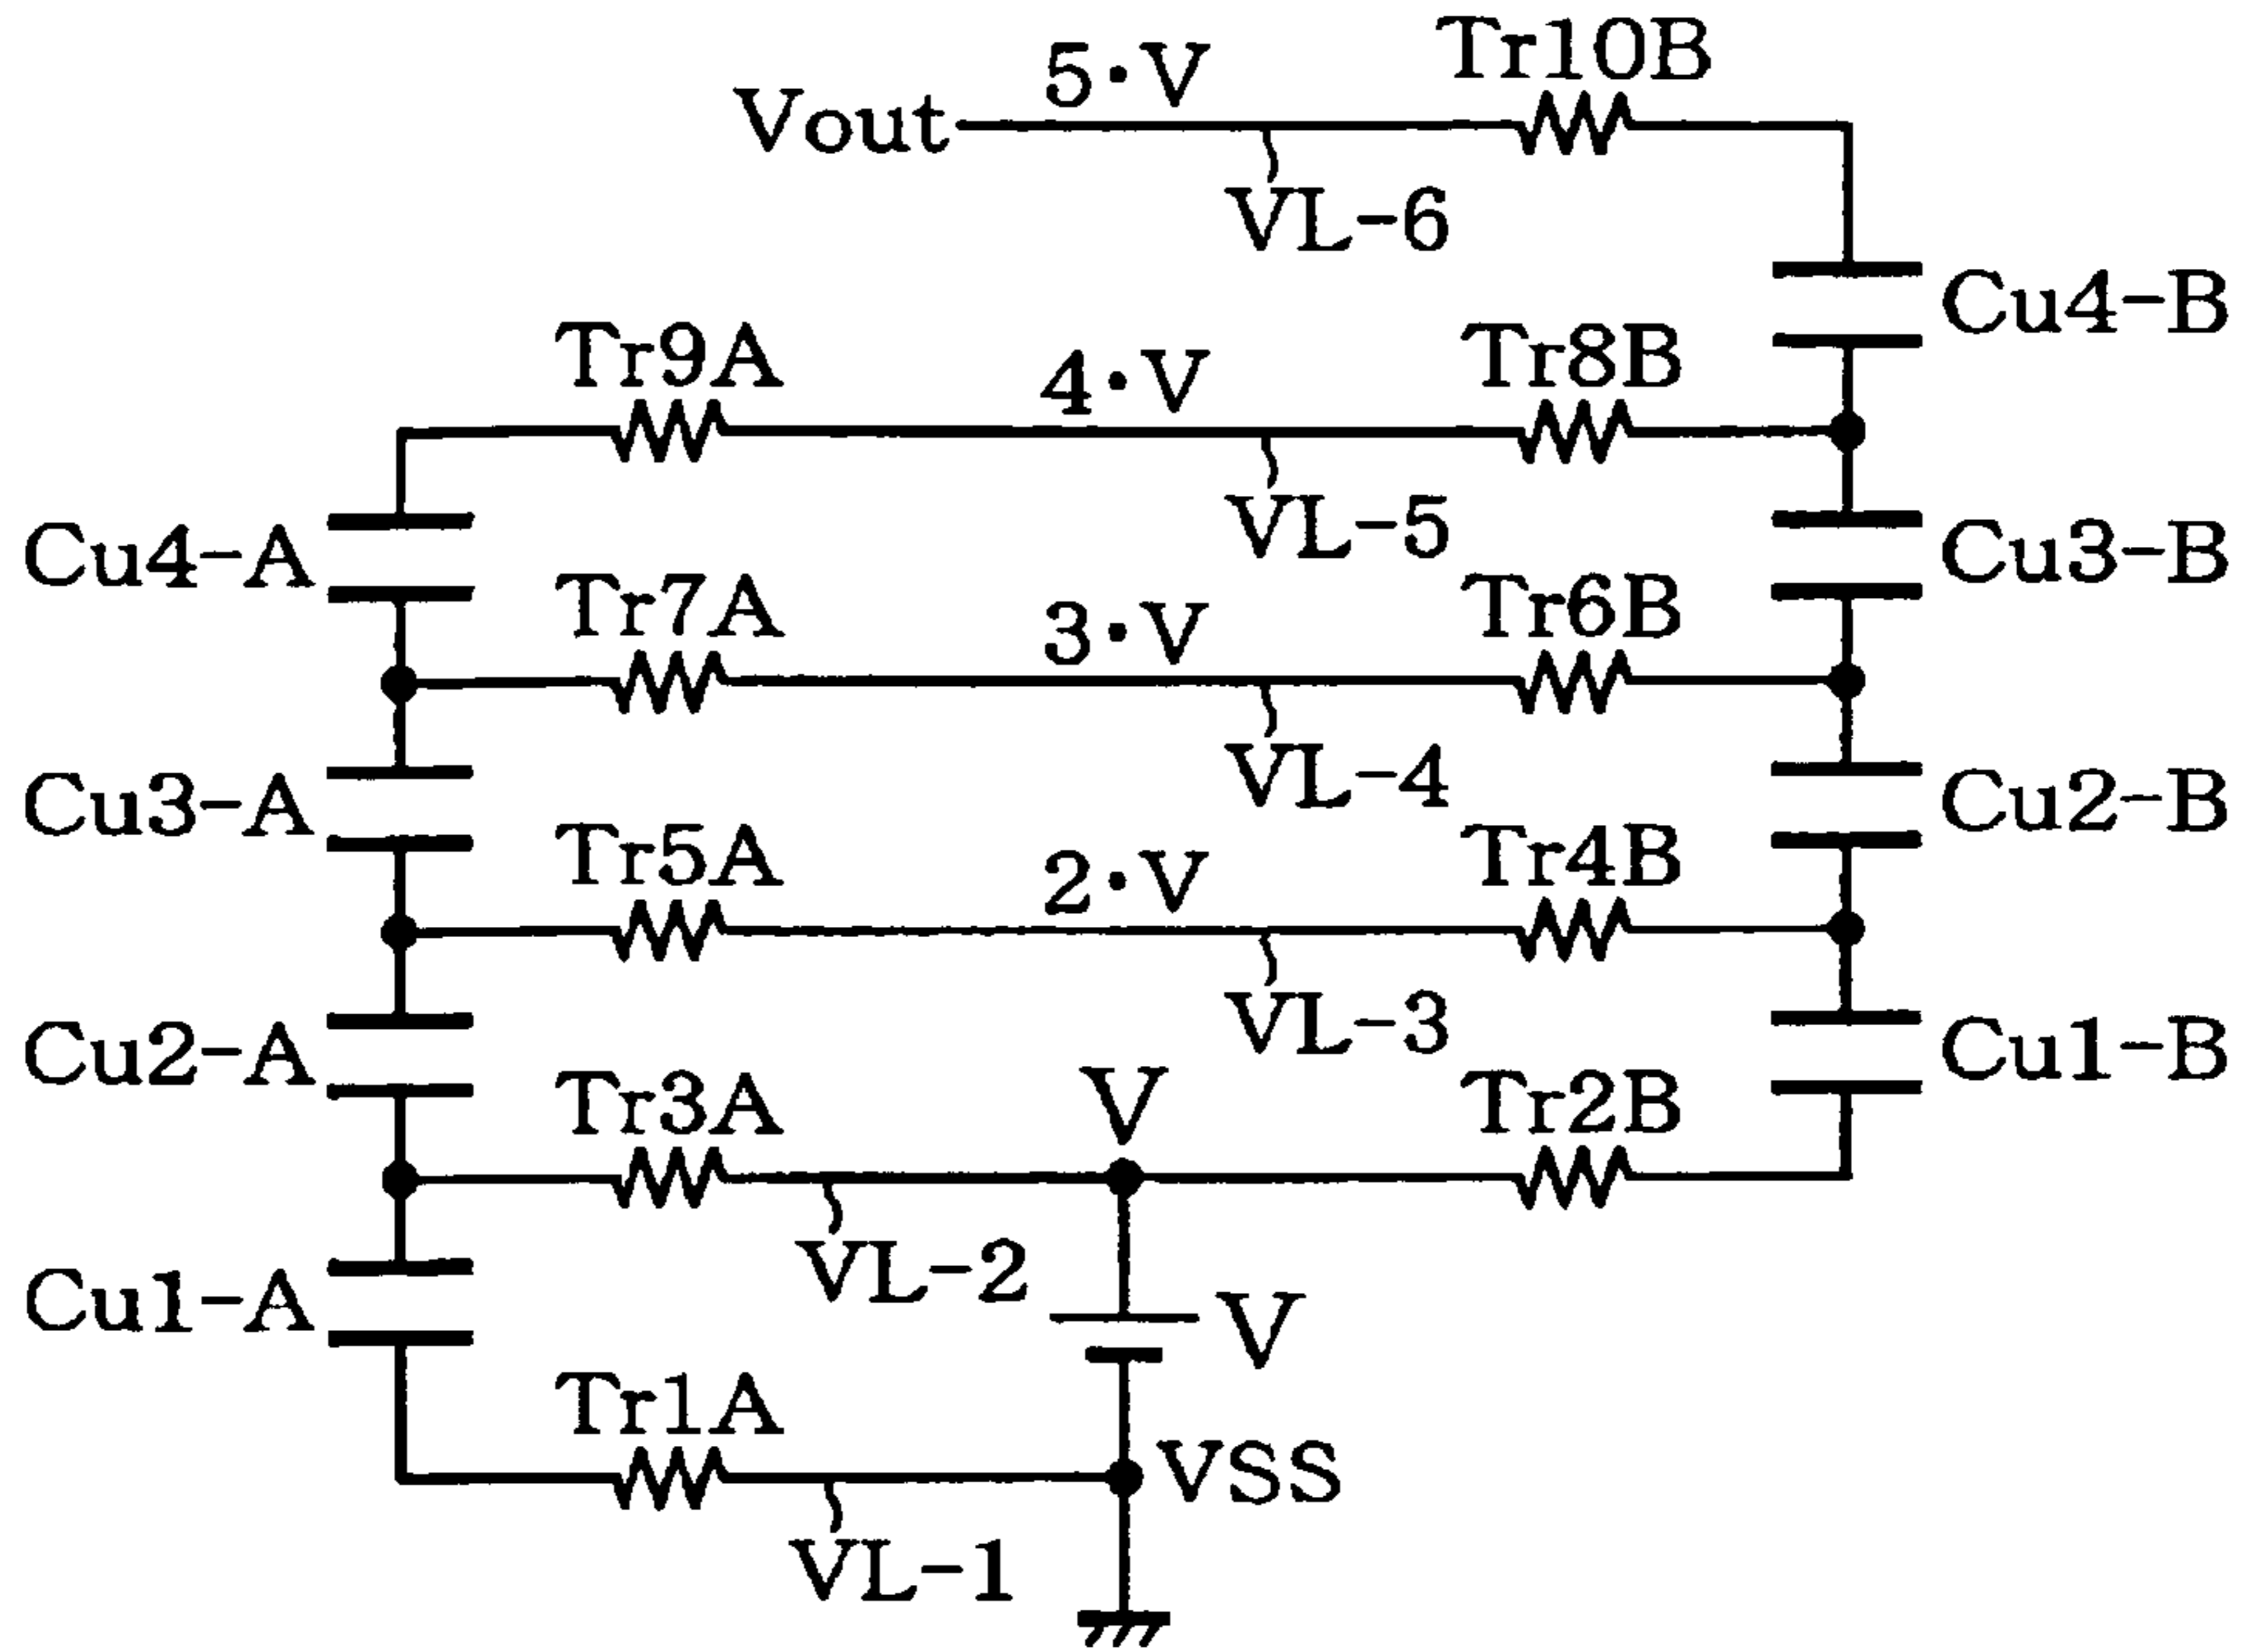 Tr10B
5·V
Vout
VL-6
Cu4-B
Tr9A
4·V
Tr8B
VL-5
Cu4-A
Cu3-B
Tr7A
3·V
Tr6B
VL-4
Cu3-A
Cu2-B
Tr5A
2·V
Tr4B
VL-3
Cu2-A
Cu1-B
Tr3A
V
Tr2B
VL-2
Cu1-A
V
Tr1A
VSS
VL-1